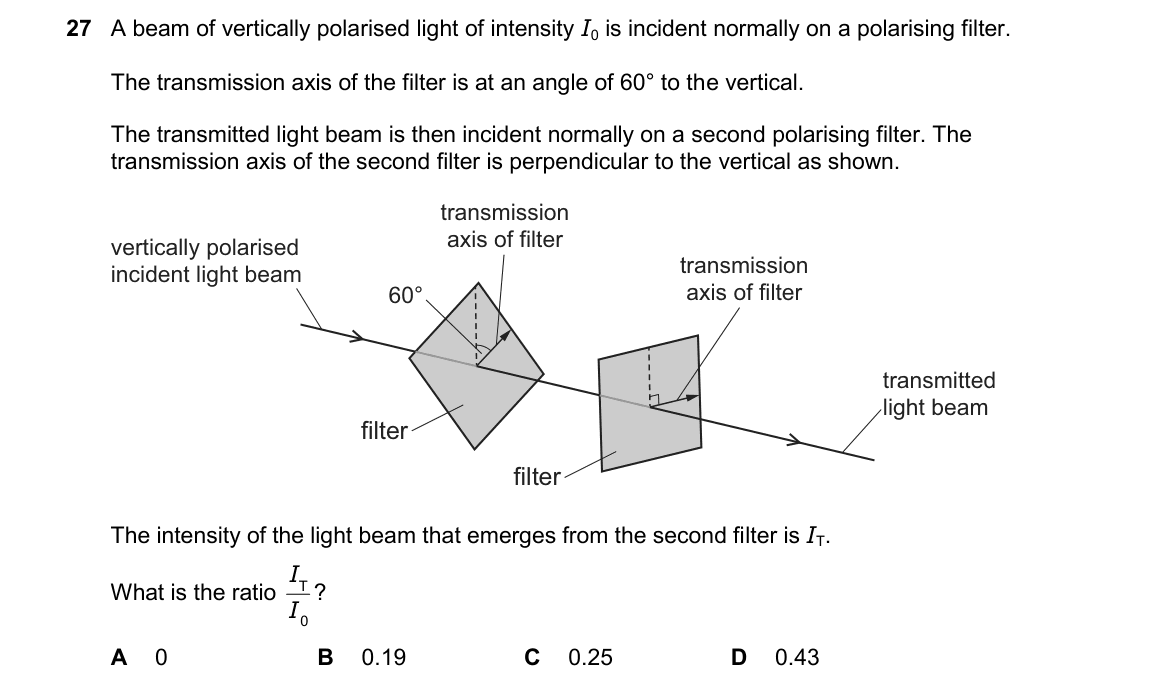 27 A beam of vertically polarised light of intensity I0 is incident normally on a polarising filter.
The transmission axis of the filter is at an angle of 60° to the vertical.
The transmitted light beam is then incident normally on a second polarising filter. The
transmission axis of the second filter is perpendicular to the vertical as shown.
transmission
axis of filter
vertically polarised
incident light beam
transmission
axis of filter
60°
transmitted
light beam
filter
filter
The intensity of the light beam that emerges from the second filter is IT.
What is the ratio IT/I0?
A 0 B 0.19 C 0.25 D 0.43